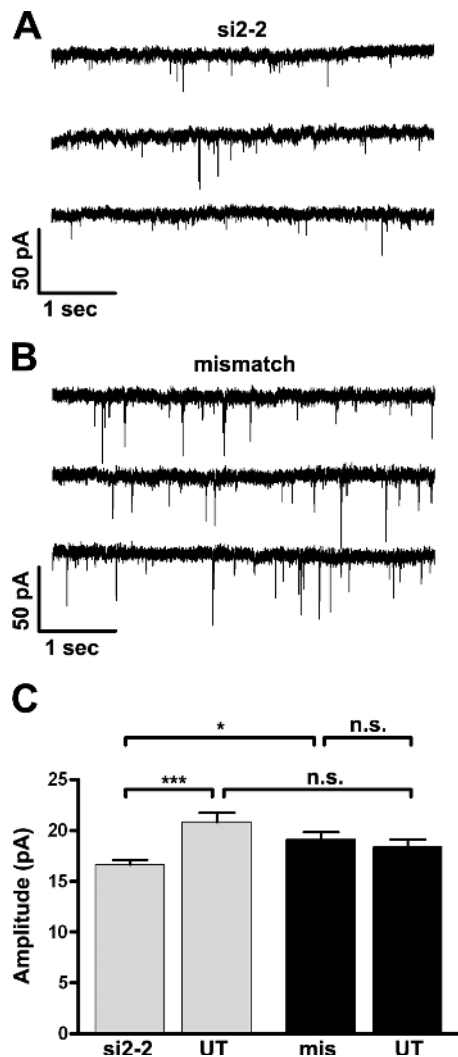 A
si2-2
50 pA
1 sec
B
mismatch
50 pA
1 sec
C
n.s.
*
***
n.s.
Amplitude (pA)
25
20
15
10
5
0
si2-2 UT mis UT